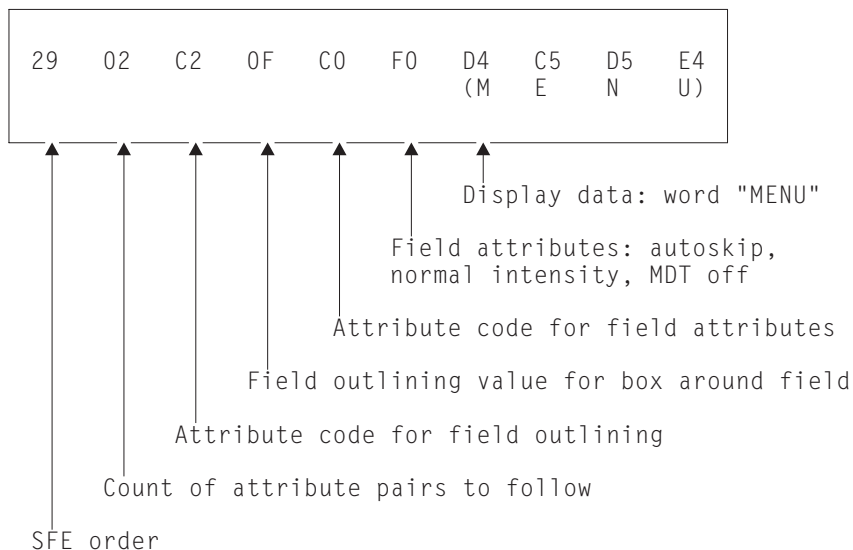 29 02 C2 0F C0 F0 D4 C5 D5 E4
(M E N U)
Display data: word "MENU"
Field attributes: autoskip,
normal intensity, MDT off
Attribute code for field attributes
Field outlining value for box around field
Attribute code for field outlining
Count of attribute pairs to follow
SFE order